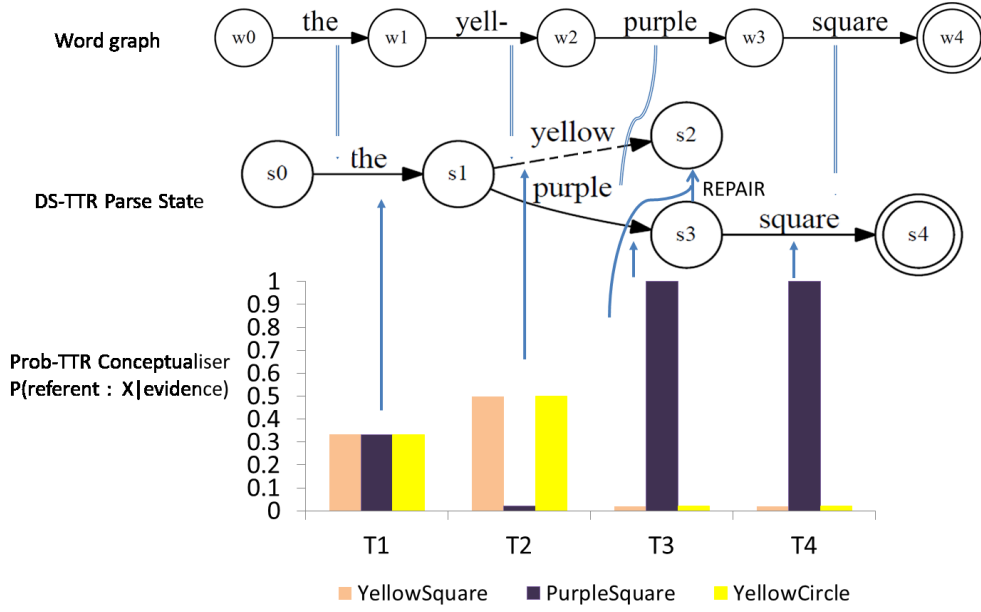 the yell- purple square
Word graph w0 w1 w2 w3 w4
yellow s2
the
s0 s1
purple REPAIR
DS-TTR Parse State
square
s3 s4
1
0.9
0.8
0.7
Prob-TTR Conceptualiser
0.6
P(referent : X|evidence)
0.5
0.4
0.3
0.2
0.1
0
T1 T2 T3 T4
YellowSquare PurpleSquare YellowCircle